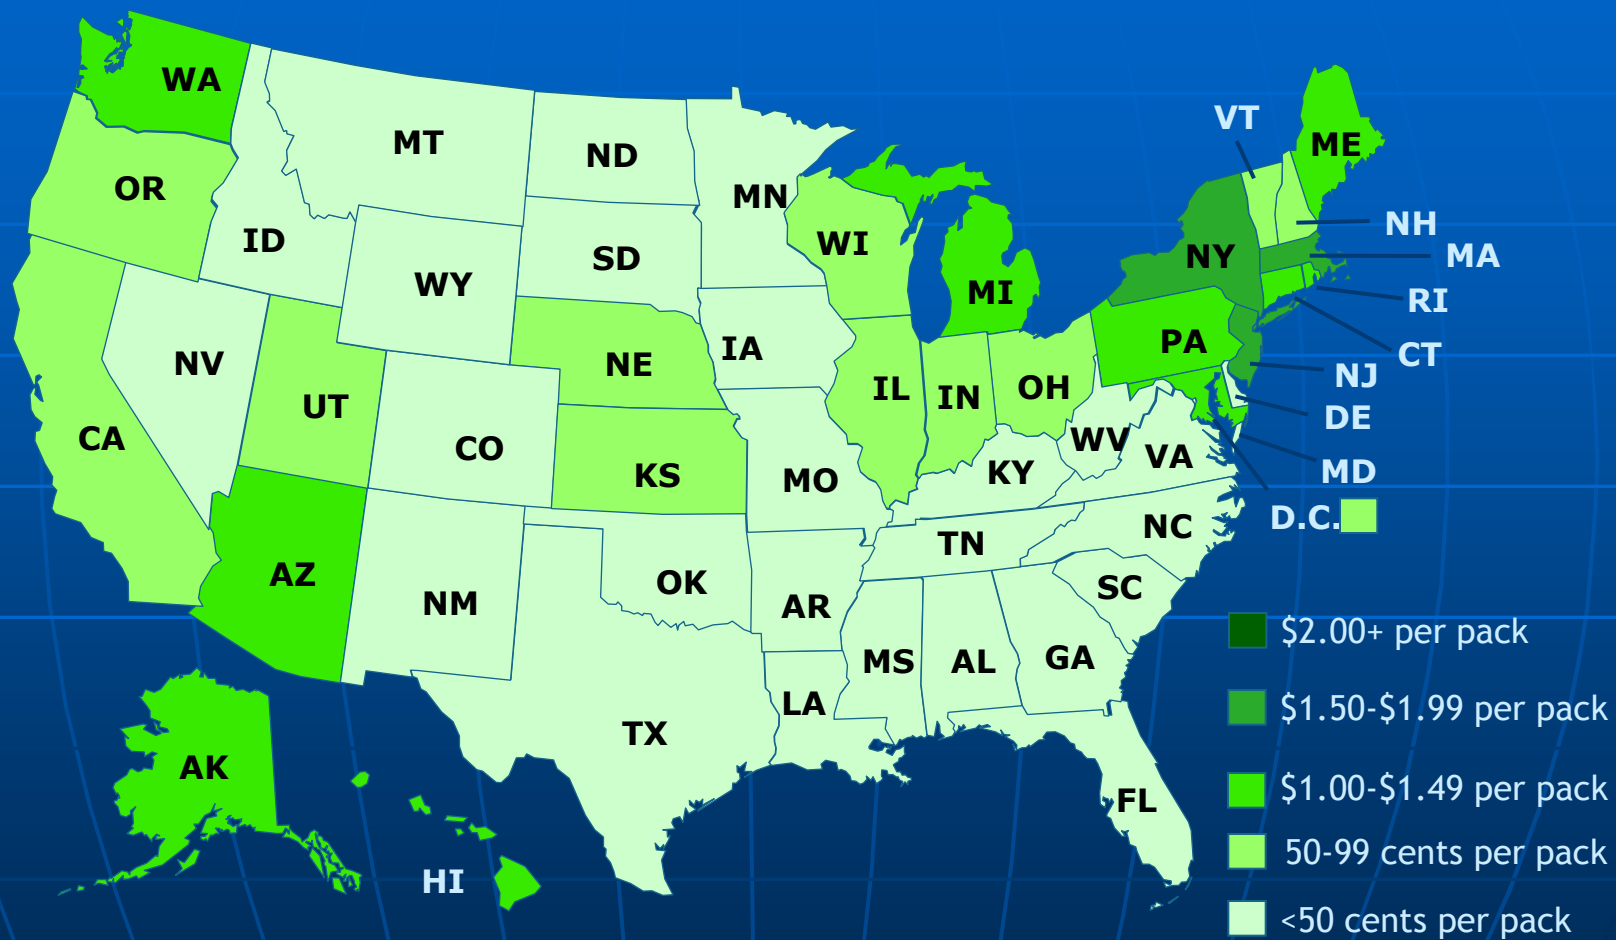 WA
MT
ND
VT
ME
OR
MN
ID
WI
NH
SD
NY
MA
WY
MI
RI
NV
NE
IA
PA
CT
UT
IL
IN
OH
NJ
CA
CO
DE
KS
MO
KY
WV
VA
MD
D.C.
AZ
NM
OK
TN
NC
AR
SC
MS
AL
GA
$2.00+ per pack
LA
TX
$1.50-$1.99 per pack
AK
FL
$1.00-$1.49 per pack
HI
50-99 cents per pack
<50 cents per pack